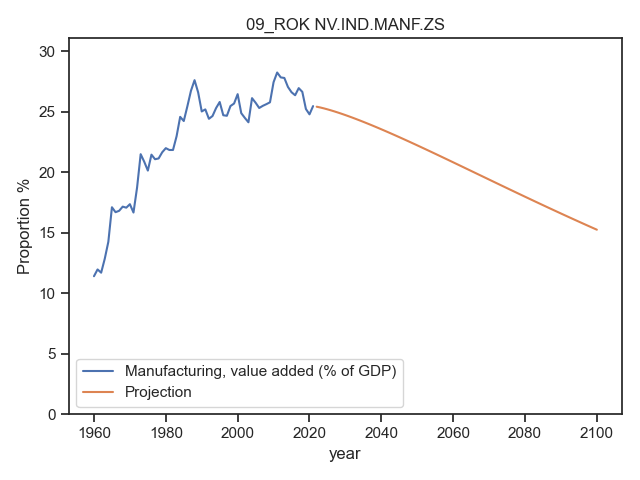 09_ROK NV.IND.MANF.ZS
30
25
20
15
10
5
0
Proportion %
Manufacturing, value added (% of GDP)
Projection
1960 1980 2000 2020 2040 2060 2080 2100
year